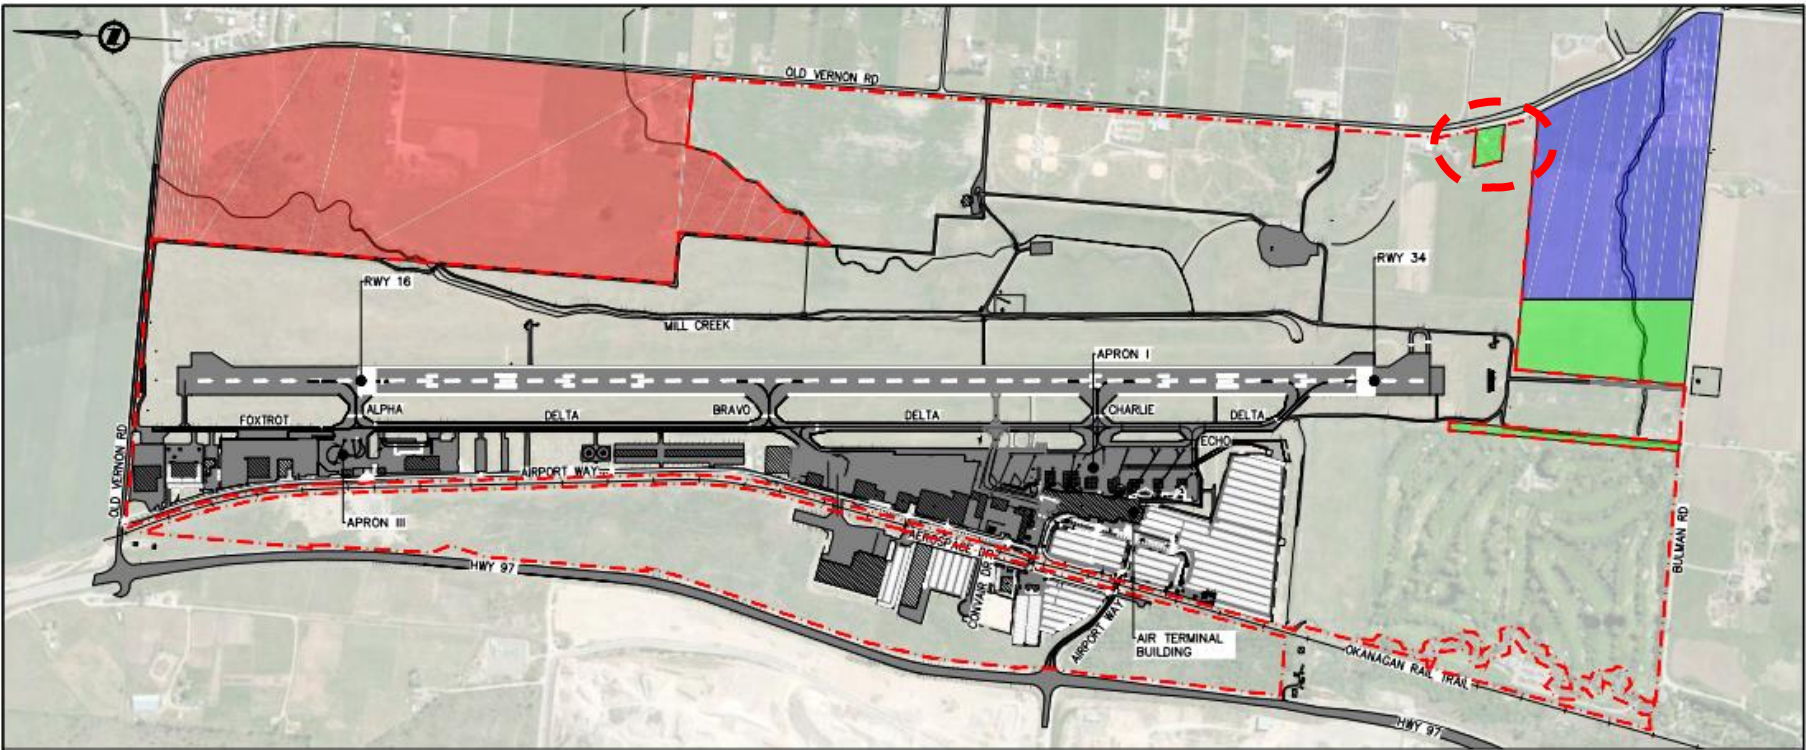 Z
OLD VERNON RD
RWY 16
RWY 34
MILL CREEK
APRON I
ALPHA
FOXTROT
DELTA
BRAVO
DELTA
CHARLIE
DELTA
ECHO
OLD VERNON RD
AIRPORT WAY
APRON III
AEROSPACE DR
HWY 97
CONVAIR DR
AIRPORT WAY
AIR TERMINAL
BUILDING
OKANAGAN RAIL TRAIL
BULMAN RD
HWY 97